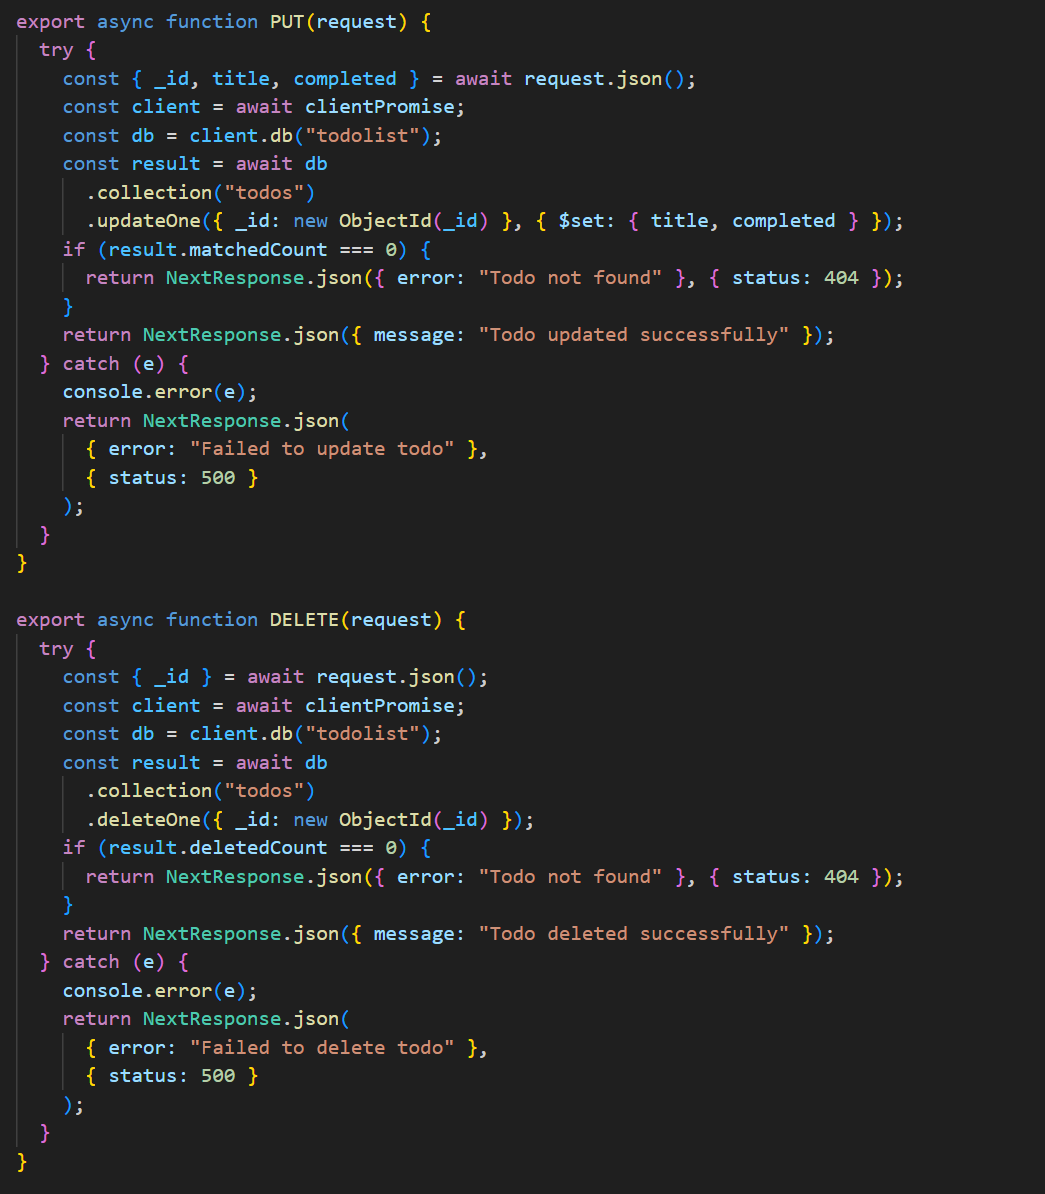 export async function PUT(request) {
  try {
    const { _id, title, completed } = await request.json();
    const client = await clientPromise;
    const db = client.db("todolist");
    const result = await db
      .collection("todos")
      .updateOne({ _id: new ObjectId(_id) }, { $set: { title, completed } });
    if (result.matchedCount === 0) {
      return NextResponse.json({ error: "Todo not found" }, { status: 404 });
    }
    return NextResponse.json({ message: "Todo updated successfully" });
  } catch (e) {
    console.error(e);
    return NextResponse.json(
      { error: "Failed to update todo" },
      { status: 500 }
    );
  }
}

export async function DELETE(request) {
  try {
    const { _id } = await request.json();
    const client = await clientPromise;
    const db = client.db("todolist");
    const result = await db
      .collection("todos")
      .deleteOne({ _id: new ObjectId(_id) });
    if (result.deletedCount === 0) {
      return NextResponse.json({ error: "Todo not found" }, { status: 404 });
    }
    return NextResponse.json({ message: "Todo deleted successfully" });
  } catch (e) {
    console.error(e);
    return NextResponse.json(
      { error: "Failed to delete todo" },
      { status: 500 }
    );
  }
}